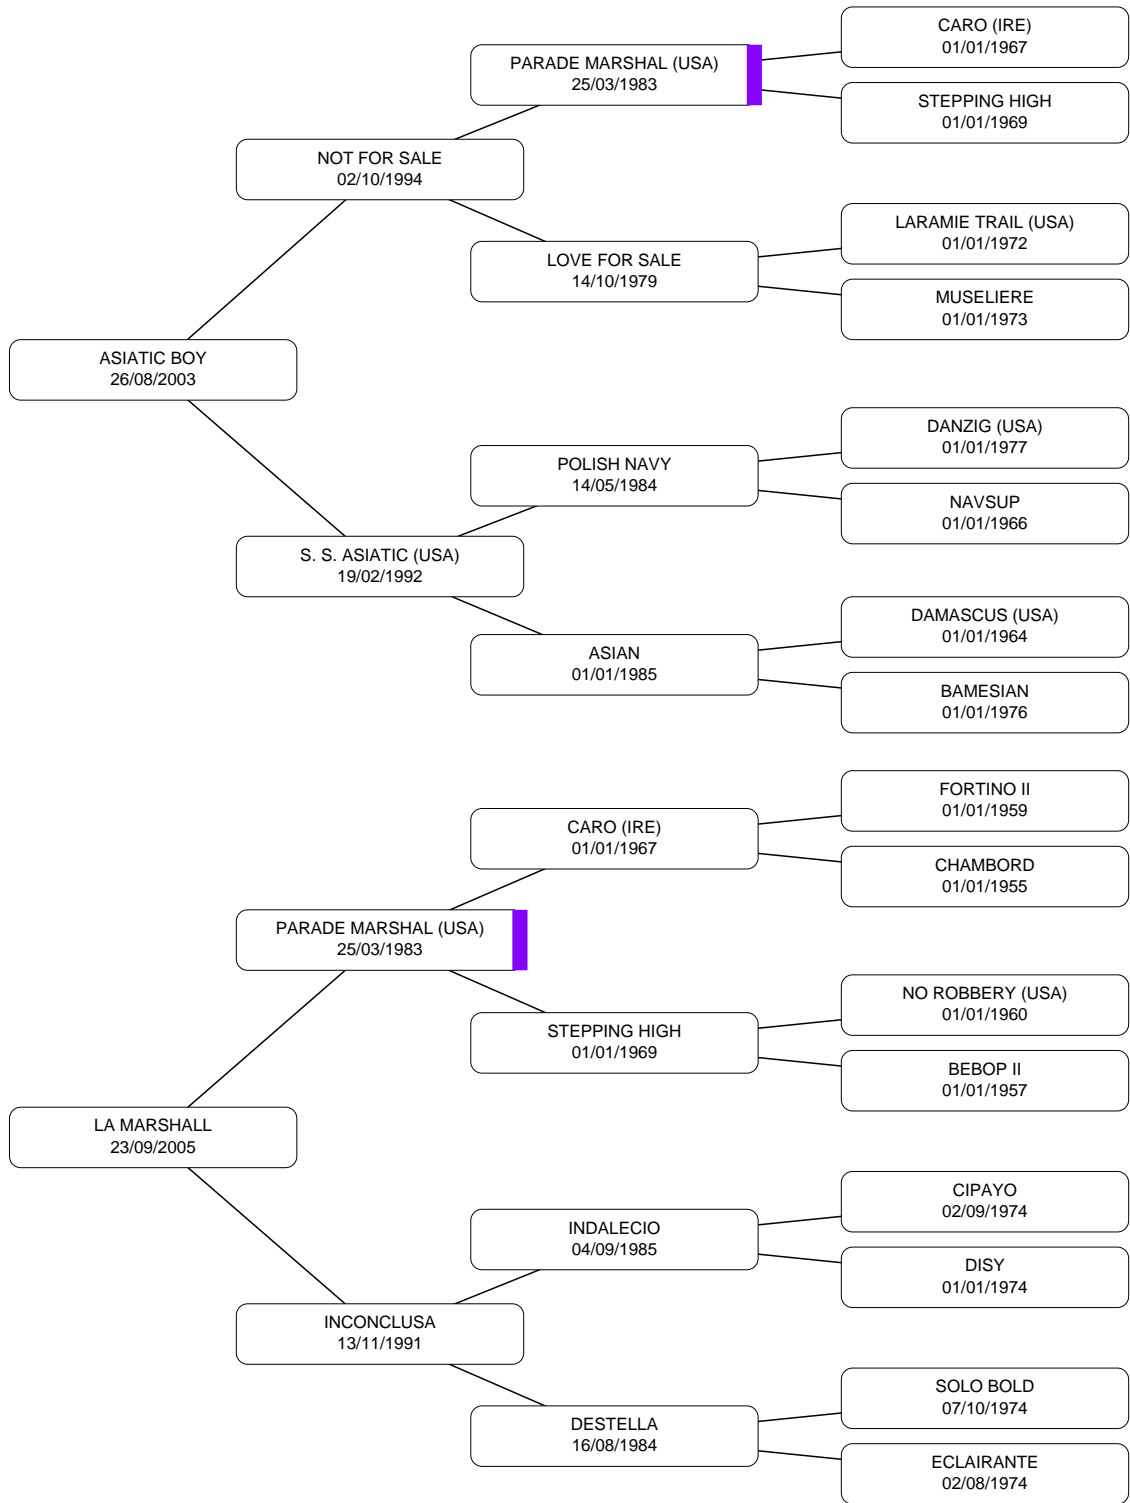 CARO (IRE)
01/01/1967
PARADE MARSHAL (USA)
25/03/1983
STEPPING HIGH
01/01/1969
NOT FOR SALE
02/10/1994
LARAMIE TRAIL (USA)
01/01/1972
LOVE FOR SALE
14/10/1979
MUSELIERE
01/01/1973
ASIATIC BOY
26/08/2003
DANZIG (USA)
01/01/1977
POLISH NAVY
14/05/1984
NAVSUP
01/01/1966
S. S. ASIATIC (USA)
19/02/1992
DAMASCUS (USA)
01/01/1964
ASIAN
01/01/1985
BAMESIAN
01/01/1976
FORTINO II
01/01/1959
CARO (IRE)
01/01/1967
CHAMBORD
01/01/1955
PARADE MARSHAL (USA)
25/03/1983
NO ROBBERY (USA)
01/01/1960
STEPPING HIGH
01/01/1969
BEBOP II
01/01/1957
LA MARSHALL
23/09/2005
CIPAYO
02/09/1974
INDALECIO
04/09/1985
DISY
01/01/1974
INCONCLUSA
13/11/1991
SOLO BOLD
07/10/1974
DESTELLA
16/08/1984
ECLAIRANTE
02/08/1974